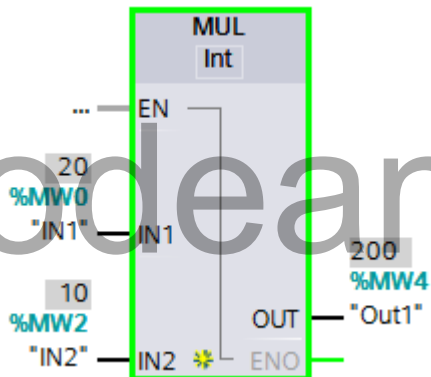 MUL
Int
... EN
20
%MW0
"IN1" IN1
200
%MW4
10
%MW2
OUT "Out1"
"IN2" IN2 ENO